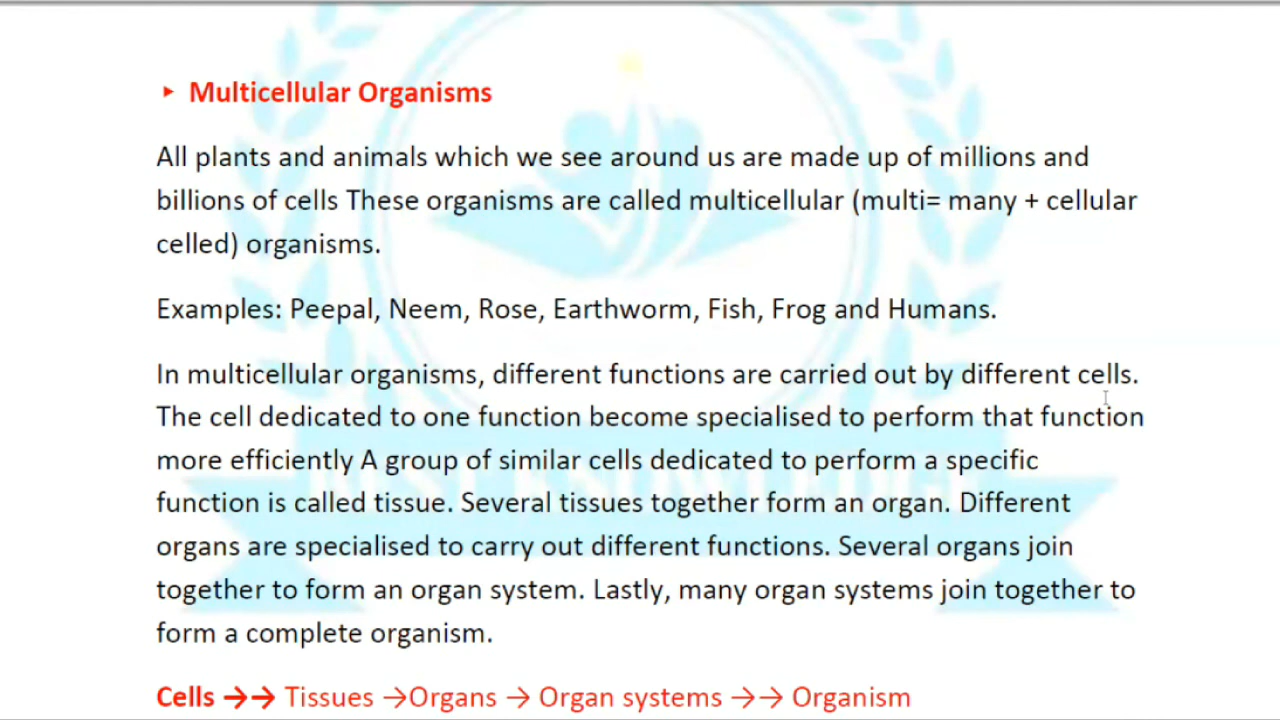 ▸ Multicellular Organisms
All plants and animals which we see around us are made up of millions and
billions of cells These organisms are called multicellular (multi= many + cellular
celled) organisms.
Examples: Peepal, Neem, Rose, Earthworm, Fish, Frog and Humans.
In multicellular organisms, different functions are carried out by different cells.
The cell dedicated to one function become specialised to perform that function
more efficiently A group of similar cells dedicated to perform a specific
function is called tissue. Several tissues together form an organ. Different
organs are specialised to carry out different functions. Several organs join
together to form an organ system. Lastly, many organ systems join together to
form a complete organism.
Cells →→ Tissues →Organs → Organ systems →→ Organism